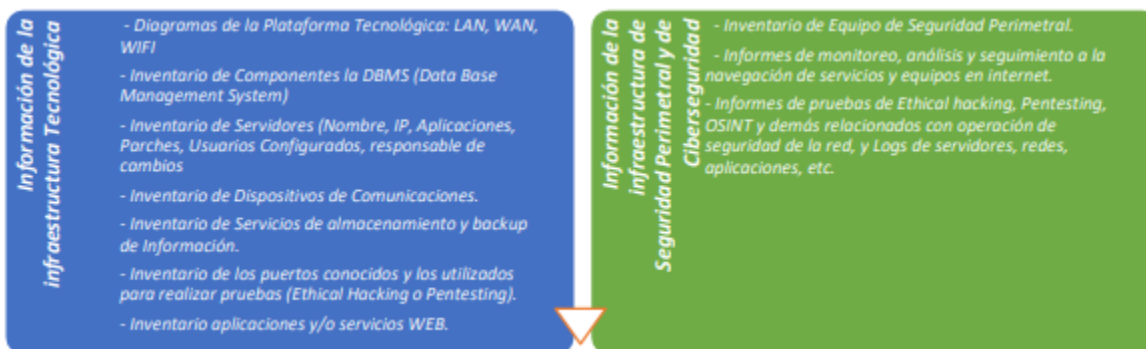 Información de la
infraestructura Tecnológica
- Diagramas de la Plataforma Tecnológica: LAN, WAN,
WIFI
- Inventario de Componentes la DBMS (Data Base
Management System)
- Inventario de Servidores (Nombre, IP, Aplicaciones,
Parches, Usuarios Configurados, responsable de
cambios
- Inventario de Dispositivos de Comunicaciones.
- Inventario de Servicios de almacenamiento y backup
de Información.
- Inventario de los puertos conocidos y los utilizados
para realizar pruebas (Ethical Hacking o Pentesting).
- Inventario aplicaciones y/o servicios WEB.
Información de la
infraestructura de
Seguridad Perimetral y de
Ciberseguridad
- Inventario de Equipo de Seguridad Perimetral.
- Informes de monitoreo, análisis y seguimiento a la
navegación de servicios y equipos en internet.
- Informes de pruebas de Ethical hacking, Pentesting,
OSINT y demás relacionados con operación de
seguridad de la red, y Logs de servidores, redes,
aplicaciones, etc.